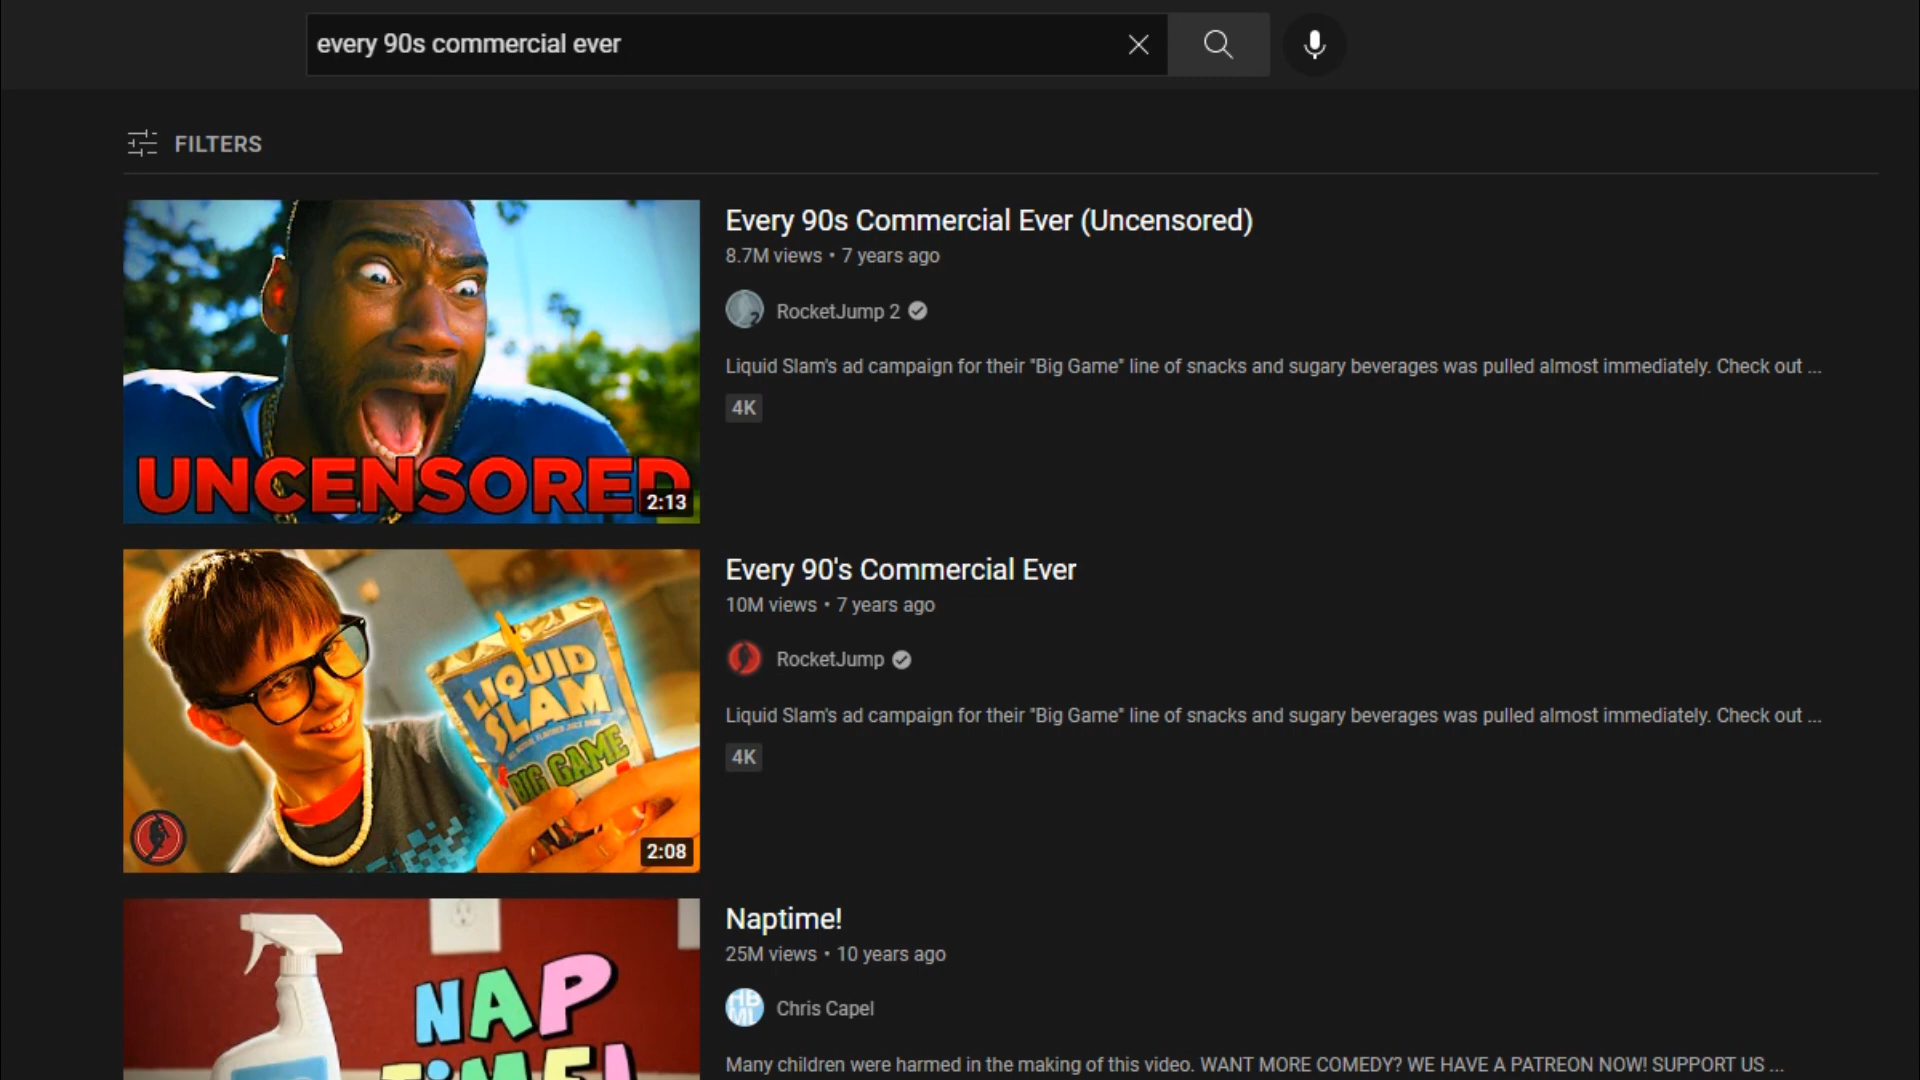 every 90s commercial ever
FILTERS
UNCENSORED
2:13
Every 90s Commercial Ever (Uncensored)
8.7M views • 7 years ago
RocketJump 2
Liquid Slam's ad campaign for their "Big Game" line of snacks and sugary beverages was pulled almost immediately. Check out ...
4K
LIQUID
SLAM
BIG GAME
2:08
Every 90's Commercial Ever
10M views • 7 years ago
RocketJump
Liquid Slam's ad campaign for their "Big Game" line of snacks and sugary beverages was pulled almost immediately. Check out ...
4K
NAP
TiME!
Naptime!
25M views • 10 years ago
HB
ML
Chris Capel
Many children were harmed in the making of this video. WANT MORE COMEDY? WE HAVE A PATREON NOW! SUPPORT US ...